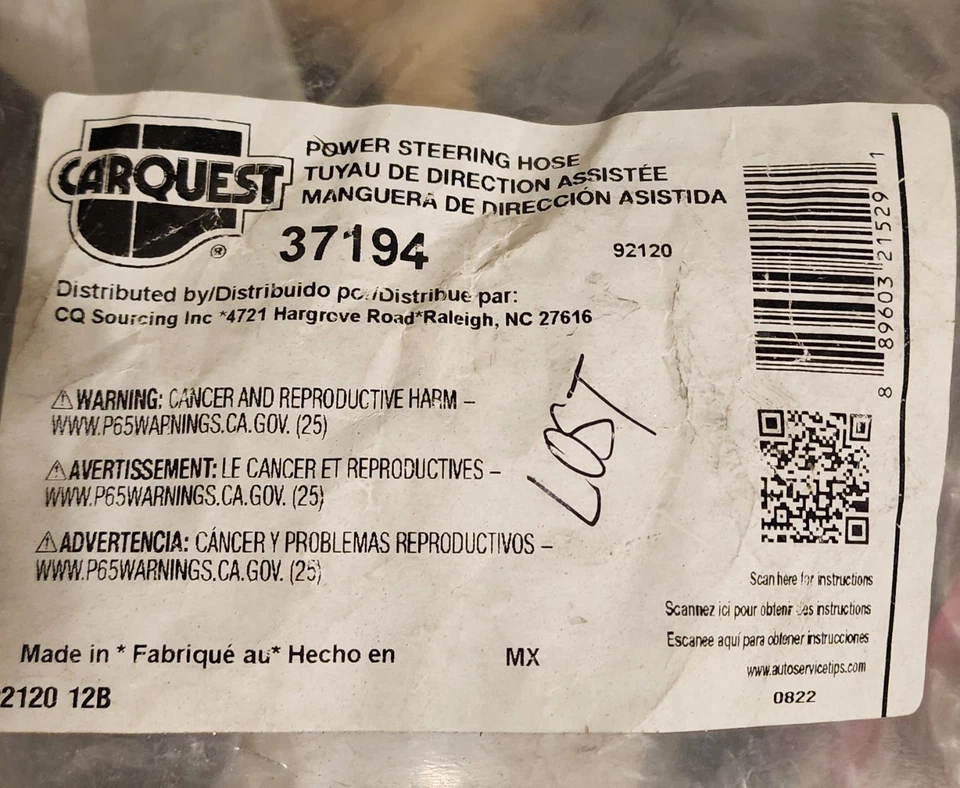 CARQUEST
®
POWER STEERING HOSE
TUYAU DE DIRECTION ASSISTÉE
MANGUERA DE DIRECCIÓN ASISTIDA
37194
92120
Distributed by/Distribuido po. /Distribue par:
CQ Sourcing Inc *4721 Hargrove Road*Raleigh, NC 27616
8 89603 21529 1
⚠ WARNING: CANCER AND REPRODUCTIVE HARM –
WWW.P65WARNINGS.CA.GOV. (25)
⚠ AVERTISSEMENT: LE CANCER ET REPRODUCTIVES –
WWW.P65WARNINGS.CA.GOV. (25)
⚠ ADVERTENCIA: CÁNCER Y PROBLEMAS REPRODUCTIVOS –
WWW.P65WARNINGS.CA.GOV. (25)
LOST
Scan here for instructions
Scannez ici pour obtenir des instructions
Escanee aquí para obtener instrucciones
www.autoservicetips.com
0822
Made in * Fabriqué au* Hecho en MX
2120 12B